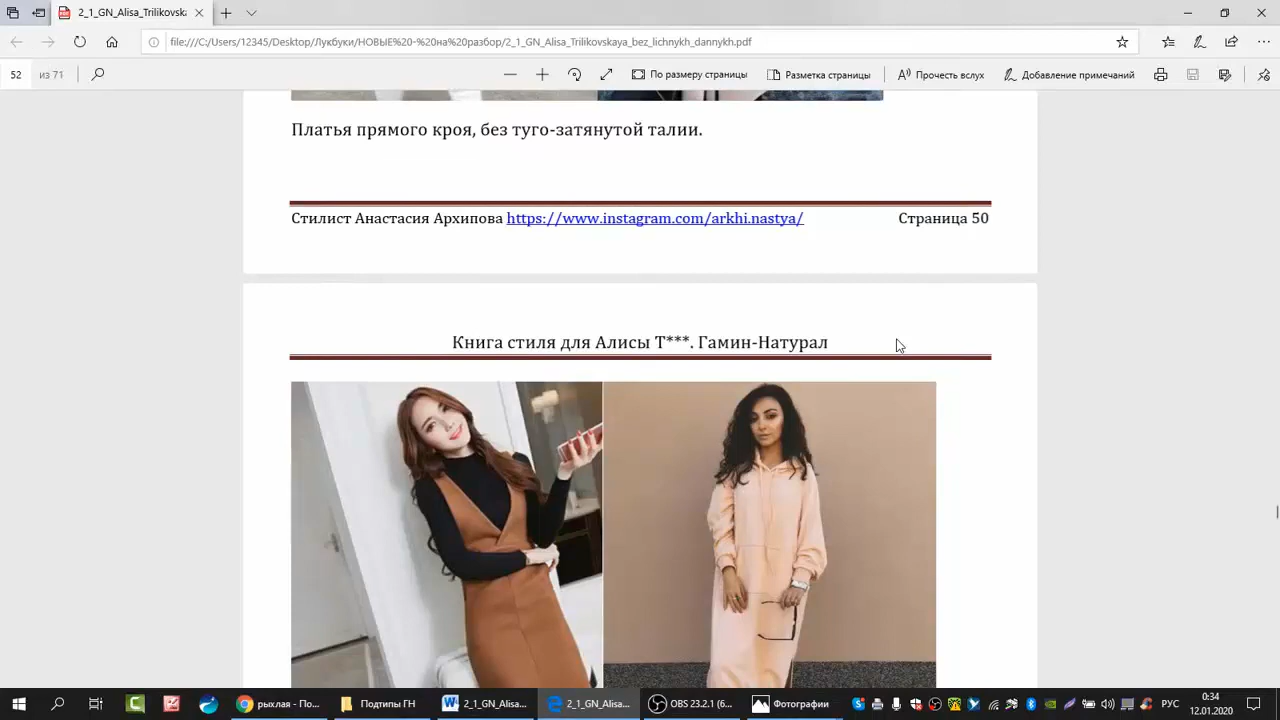 2_1_GN_Alisa_Trilikovska
file:///C:/Users/12345/Desktop/Лукбуки/НОВЫЕ%20-%20на%20разбор/2_1_GN_Alisa_Trilikovskaya_bez_lichnykh_dannykh.pdf
52 из 71
По размеру страницы
Разметка страницы
Прочесть вслух
Добавление примечаний
Платья прямого кроя, без туго-затянутой талии.
Стилист Анастасия Архипова https://www.instagram.com/arkhi.nastya/ Страница 50
Книга стиля для Алисы Т***. Гамин-Натурал
рыхлая - По...
Подтипы ГН
2_1_GN_Alisa...
2_1_GN_Alisa...
OBS 23.2.1 (6...
Фотографии
РУС
0:34
12.01.2020